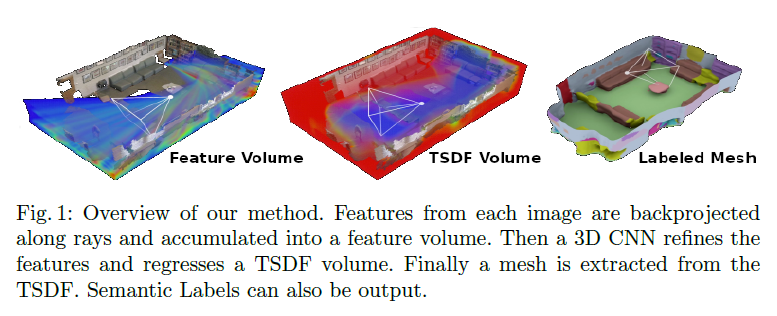 Feature Volume
TSDF Volume
Labeled Mesh
Fig. 1: Overview of our method. Features from each image are backprojected
along rays and accumulated into a feature volume. Then a 3D CNN refines the
features and regresses a TSDF volume. Finally a mesh is extracted from the
TSDF. Semantic Labels can also be output.